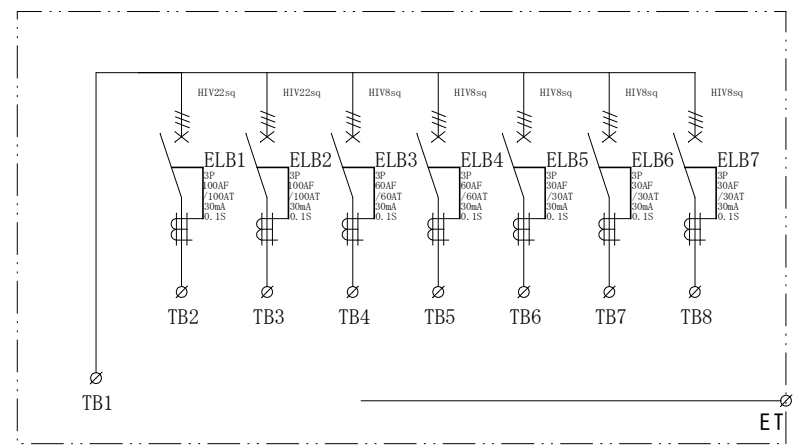 HIV22sq HIV22sq HIV8sq HIV8sq HIV8sq HIV8sq HIV8sq
ELB1 ELB2 ELB3 ELB4 ELB5 ELB6 ELB7
3P 3P 3P 3P 3P 3P 3P
100AF 100AF 60AF 60AF 30AF 30AF 30AF
/100AT /100AT /60AT /60AT /30AT /30AT /30AT
30mA 30mA 30mA 30mA 30mA 30mA 30mA
0.1S 0.1S 0.1S 0.1S 0.1S 0.1S 0.1S
TB2 TB3 TB4 TB5 TB6 TB7 TB8
TB1
ET